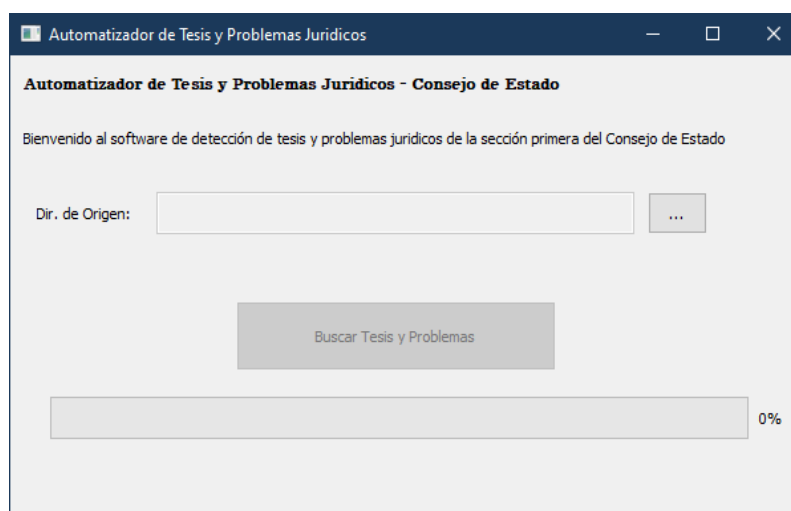 Automatizador de Tesis y Problemas Juridicos
Automatizador de Tesis y Problemas Juridicos - Consejo de Estado
Bienvenido al software de detección de tesis y problemas juridicos de la sección primera del Consejo de Estado
Dir. de Origen:
...
Buscar Tesis y Problemas
0%